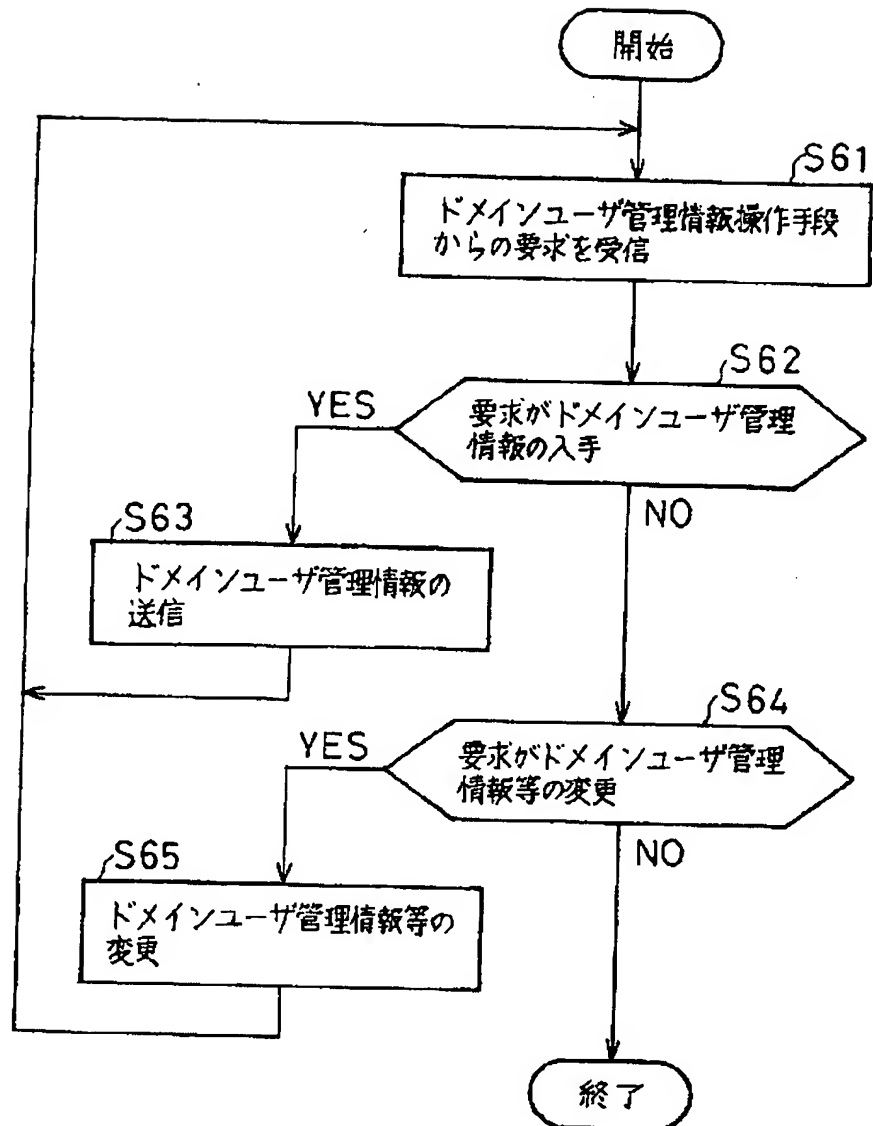 開始
S61
ドメインユーザ管理情報操作手段
からの要求を受信
S62
要求がドメインユーザ管理
情報の入手
YES
NO
S63
ドメインユーザ管理情報の
送信
S64
要求がドメインユーザ管理
情報等の変更
YES
NO
S65
ドメインユーザ管理情報等の
変更
終了